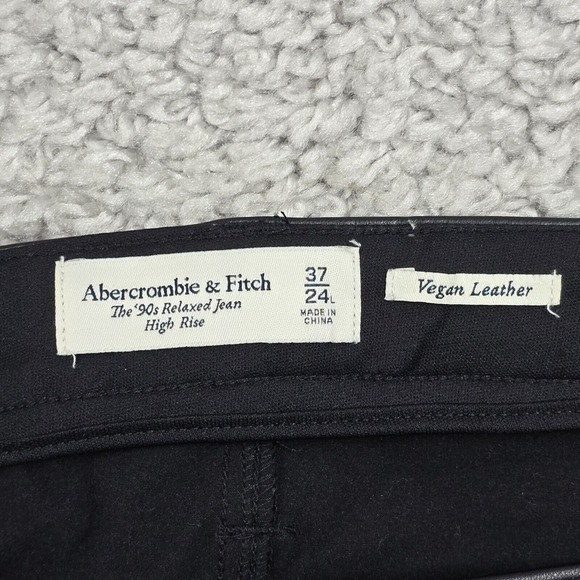 Abercrombie & Fitch
The '90s Relaxed Jean
High Rise
37
24L
MADE IN
CHINA
Vegan Leather